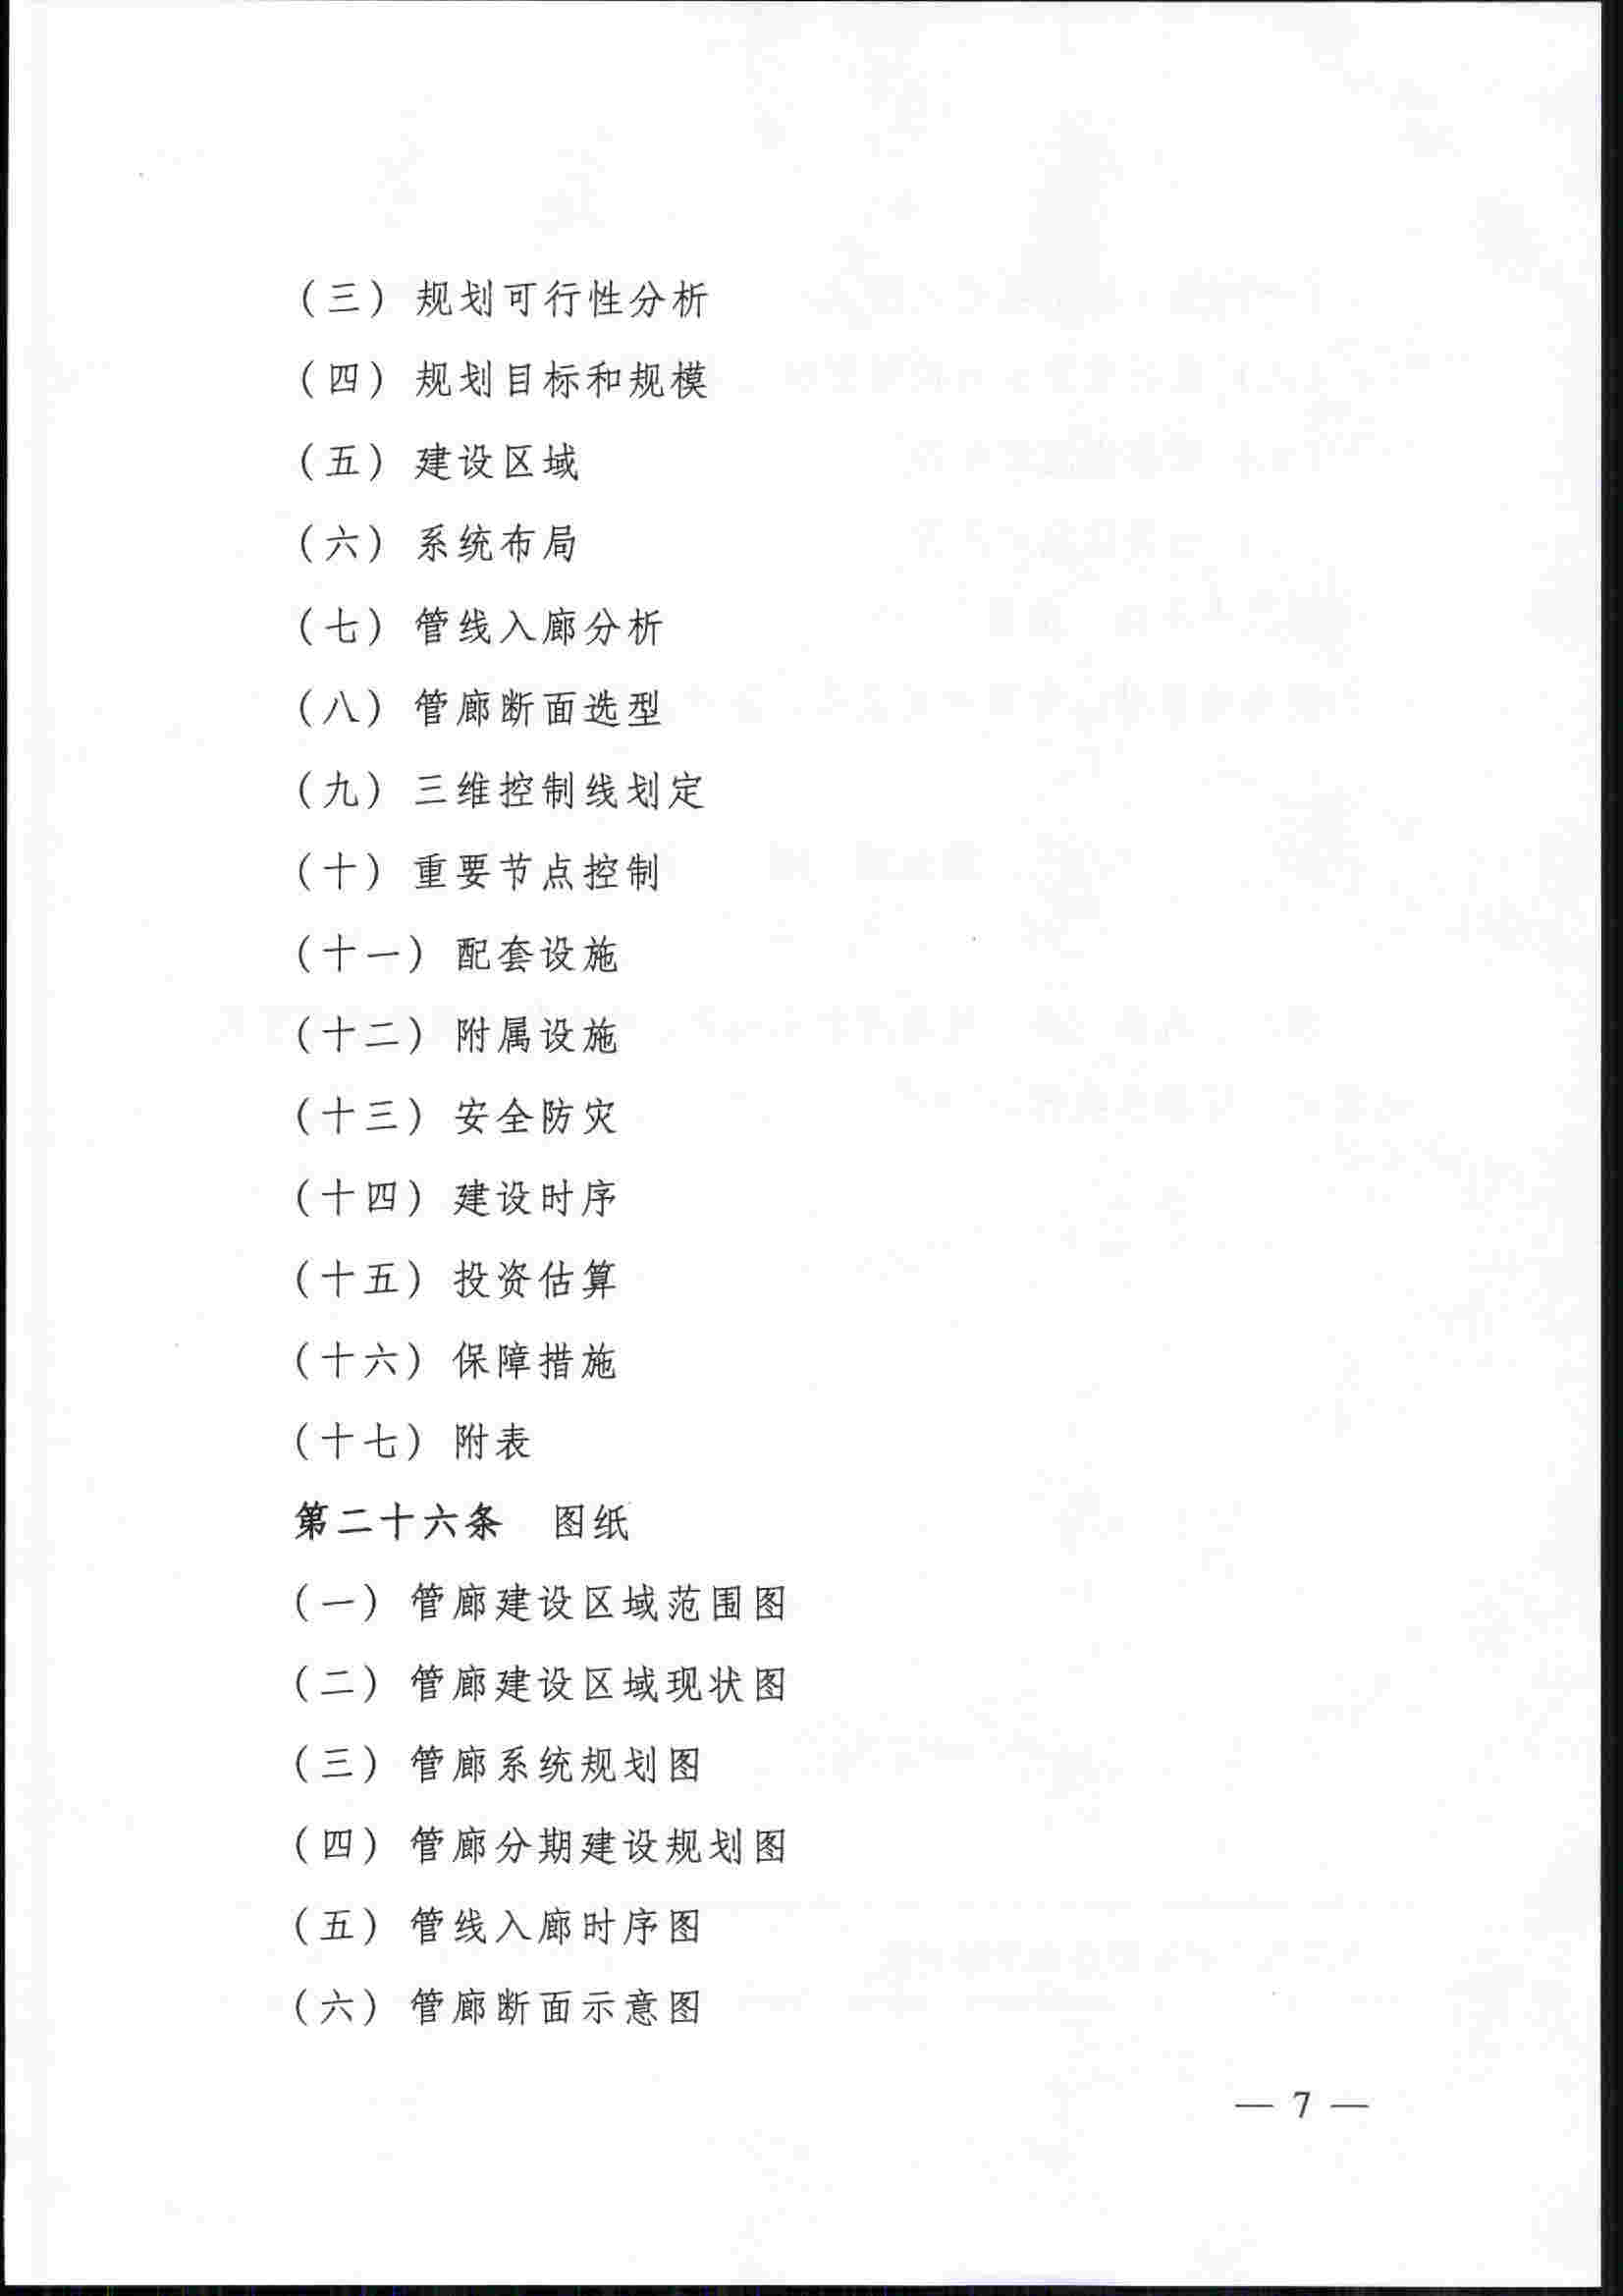 （三）规划可行性分析
（四）规划目标和规模
（五）建设区域
（六）系统布局
（七）管线入廊分析
（八）管廊断面选型
（九）三维控制线划定
（十）重要节点控制
（十一）配套设施
（十二）附属设施
（十三）安全防灾
（十四）建设时序
（十五）投资估算
（十六）保障措施
（十七）附表
第二十六条　图纸
（一）管廊建设区域范围图
（二）管廊建设区域现状图
（三）管廊系统规划图
（四）管廊分期建设规划图
（五）管线入廊时序图
（六）管廊断面示意图
— 7 —